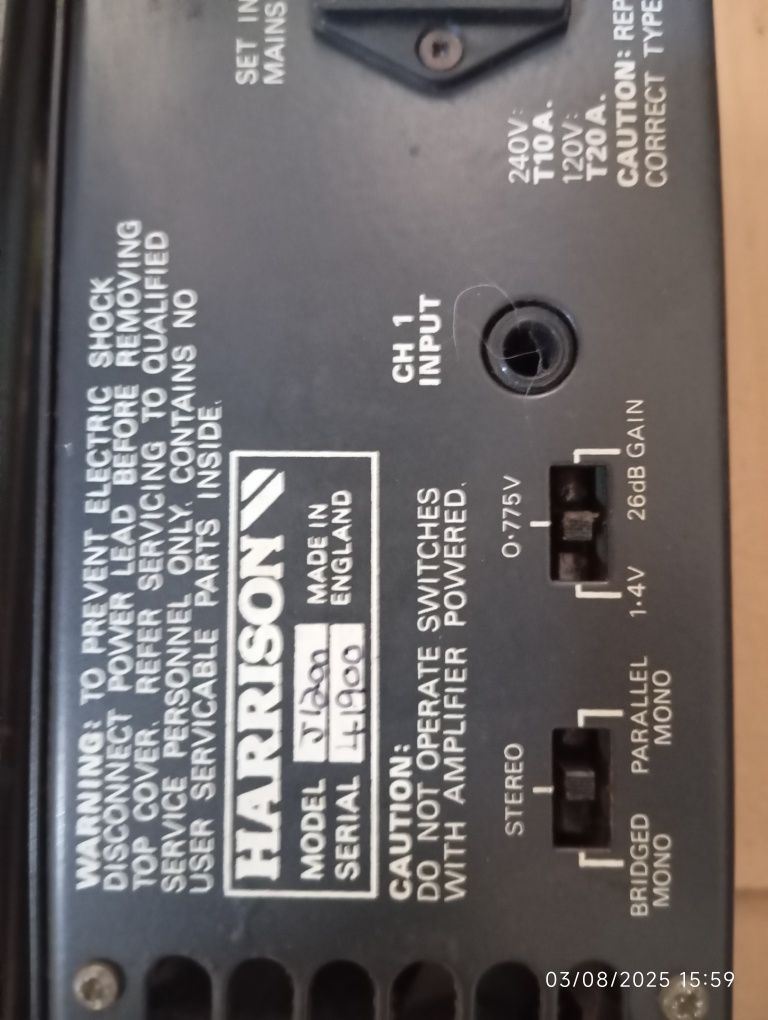 WARNING: TO PREVENT ELECTRIC SHOCK
DISCONNECT POWER LEAD BEFORE REMOVING
TOP COVER. REFER SERVICING TO QUALIFIED
SERVICE PERSONNEL ONLY. CONTAINS NO
USER SERVICABLE PARTS INSIDE.
SET IN
MAINS
HARRISON
MODEL
SERIAL
MADE IN
ENGLAND
CAUTION:
DO NOT OPERATE SWITCHES
WITH AMPLIFIER POWERED.
CH 1
INPUT
240V:
T10A.
120V:
T20A.
CAUTION: REP
CORRECT TYPE
STEREO
BRIDGED
MONO
PARALLEL
MONO
0·775V
1·4V
26dB GAIN
03/08/2025 15:59